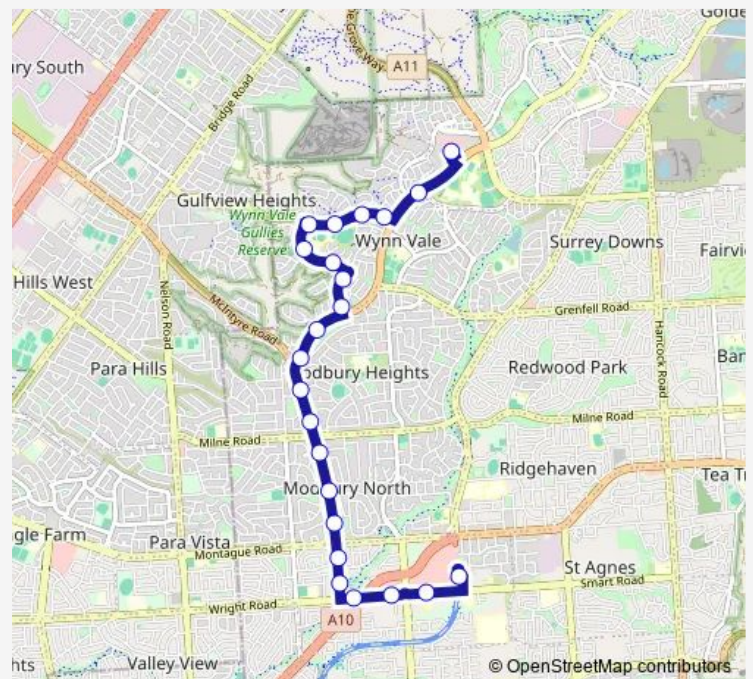 Golde
ury South
A11
Bridge Road
Gulfview Heights
Wynn Vale
Gullies
Reserve
Wynn Vale
Surrey Downs
Fairvi
Hills West
Nelson Road
McIntyre Road
Grenfell Road
Hancock Road
Para Hills
odbury Heights
Redwood Park
Bar
Milne Road
Milne Road
Ridgehaven
Tea T
Modbury North
gle Farm
Para Vista
Montague Road
St Agnes
Smart Road
Wright Road
A10
hts
Valley View
© OpenStreetMap contributors